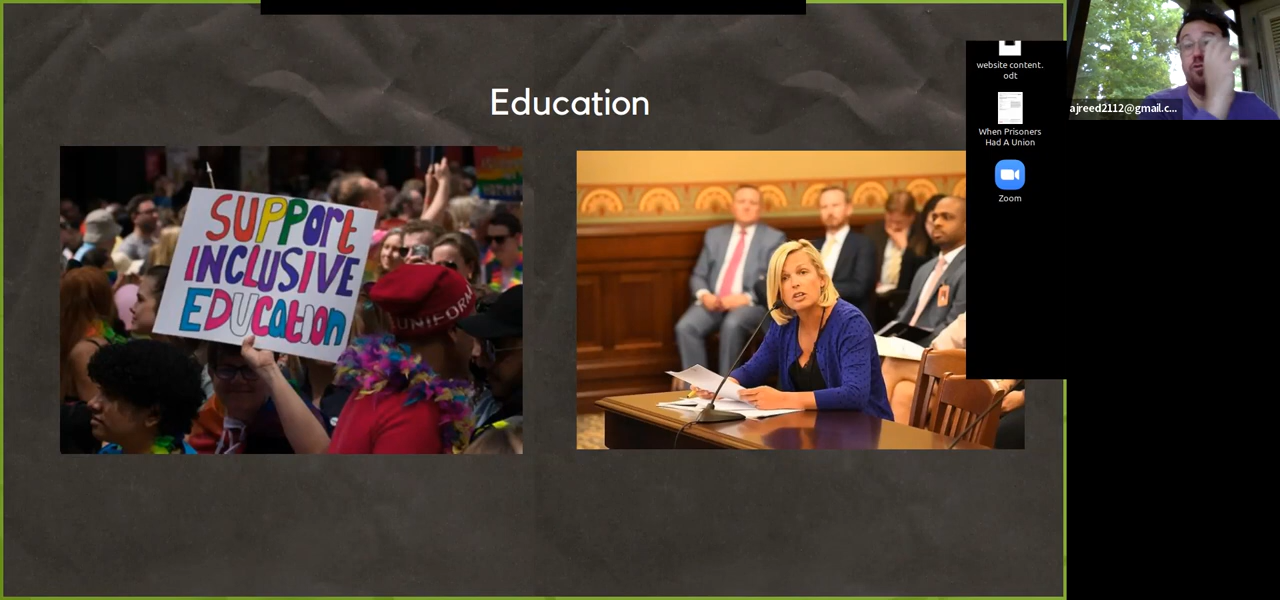 Education
SUPPORT
INCLUSIVE
EDUCATION
UNIFORM
website content.
odt
When Prisoners
Had A Union
Zoom
ajreed2112@gmail.c...